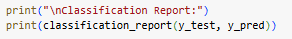 print("\nClassification Report:")
print(classification_report(y_test, y_pred))